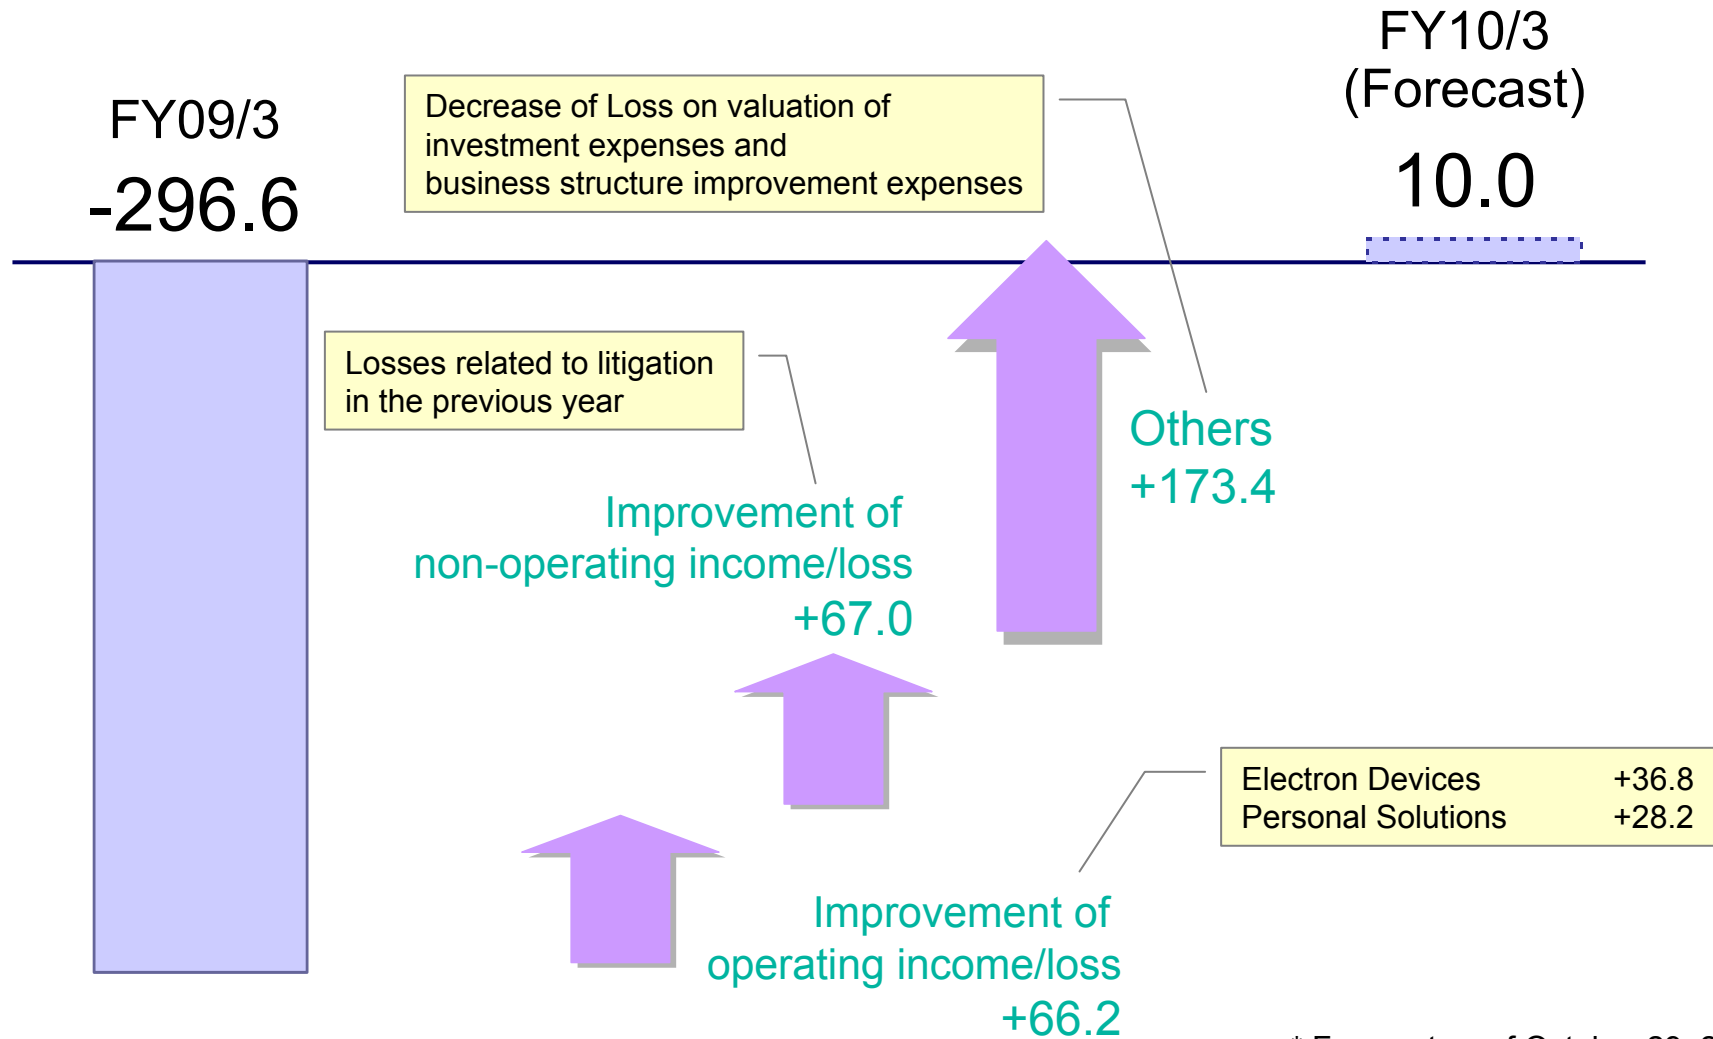 FY09/3
-296.6
Decrease of Loss on valuation of
investment expenses and
business structure improvement expenses
FY10/3
(Forecast)
10.0
Losses related to litigation
in the previous year
Others
+173.4
Improvement of
non-operating income/loss
+67.0
Electron Devices +36.8
Personal Solutions +28.2
Improvement of
operating income/loss
+66.2